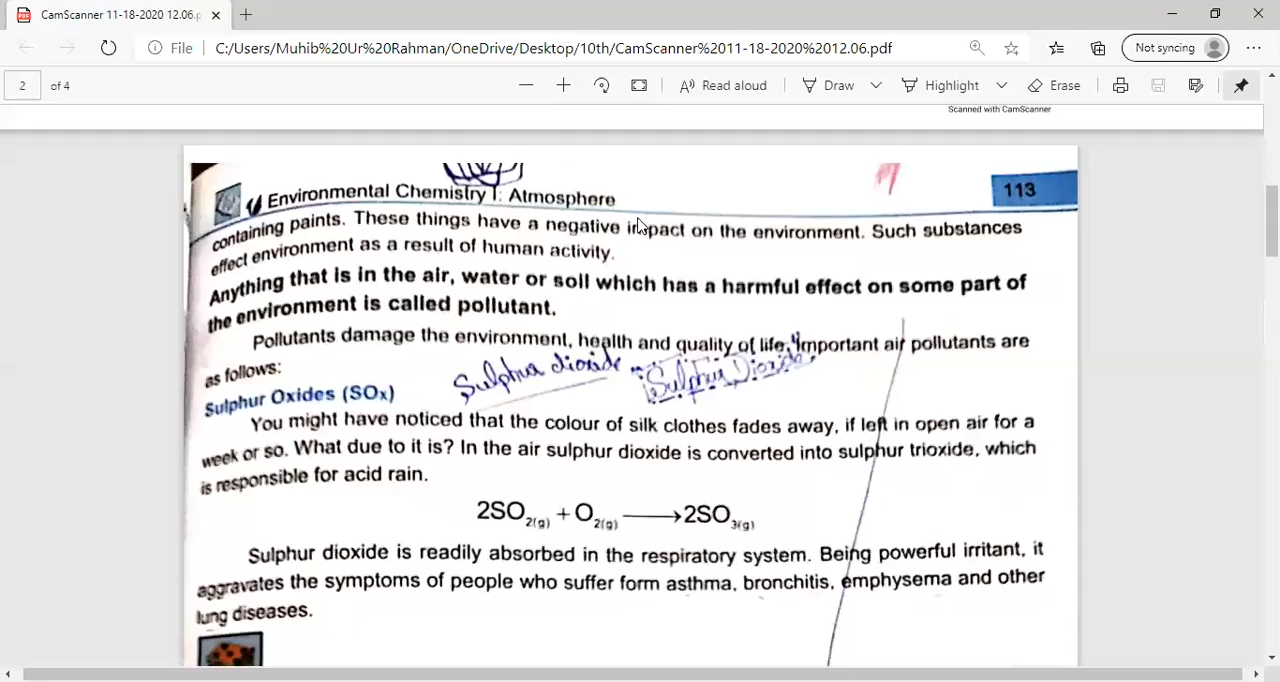 CamScanner 11-18-2020 12.06.p
File C:/Users/Muhib%20Ur%20Rahman/OneDrive/Desktop/10th/CamScanner%2011-18-2020%2012.06.pdf Not syncing
2 of 4 Read aloud Draw Highlight Erase
Scanned with CamScanner
Environmental Chemistry I: Atmosphere 113
containing paints. These things have a negative impact on the environment. Such substances
effect environment as a result of human activity.
Anything that is in the air, water or soil which has a harmful effect on some part of
the environment is called pollutant.
Pollutants damage the environment, health and quality of life. Important air pollutants are
as follows:
Sulphur dioxide Sulphur Dioxide
Sulphur Oxides (SOx)
You might have noticed that the colour of silk clothes fades away, if left in open air for a
week or so. What due to it is? In the air sulphur dioxide is converted into sulphur trioxide, which
is responsible for acid rain.
2SO2(g) + O2(g) ⟶ 2SO3(g)
Sulphur dioxide is readily absorbed in the respiratory system. Being powerful irritant, it
aggravates the symptoms of people who suffer form asthma, bronchitis, emphysema and other
lung diseases.